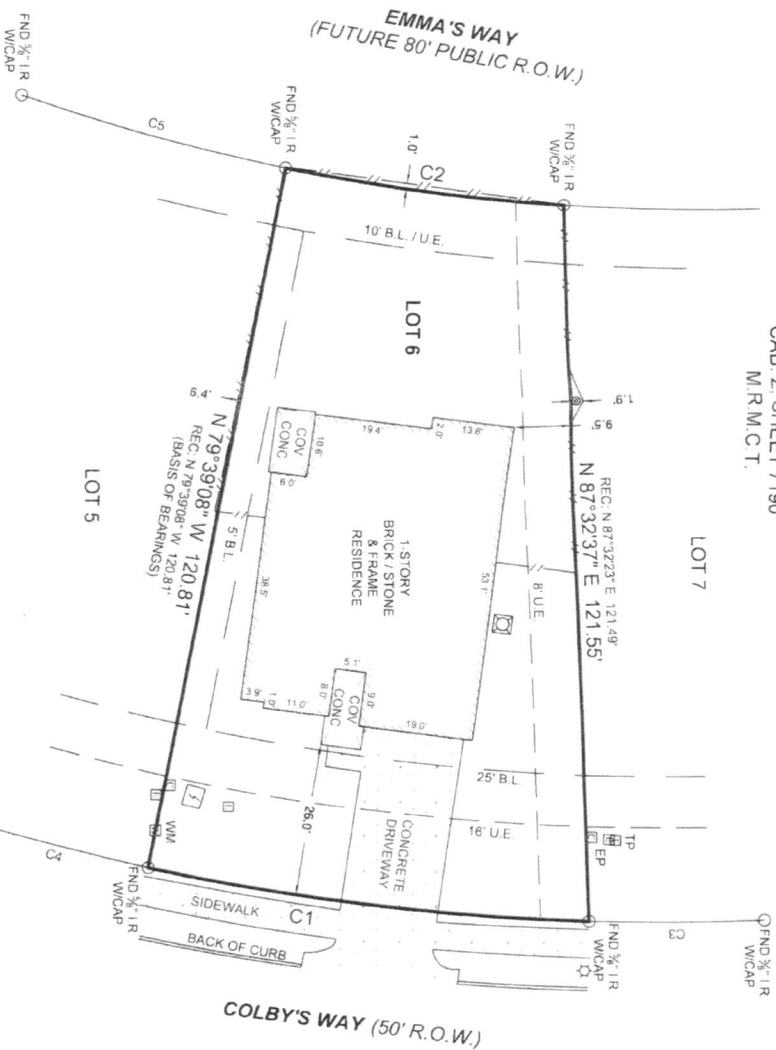 EMMA'S WAY
(FUTURE 80' PUBLIC R.O.W.)
FND ⅝" I R
W/CAP
C5
FND ⅝" I R
W/CAP
1.0'
C2
FND ⅝" I R
W/CAP
10' B.L. / U.E.
CAB. Z, SHEET 7190
M.R.M.C.T.
LOT 6
LOT 7
LOT 5
1.9'
9.5'
REC: N 87°32'23" E 121.49'
N 87°32'37" E 121.55'
N 79°39'08" W 120.81'
REC: N 79°39'08" W 120.81'
(BASIS OF BEARINGS)
COV
CONC
10.6'
19.4'
2.0'
13.6'
6.0'
1-STORY
BRICK / STONE
& FRAME
RESIDENCE
53.1'
38.5'
5' B.L.
8' U.E.
5.1'
COV
CONC
8.0'
9.0'
3.9'
1.0'
11.0'
19.0'
25' B.L.
16' U.E.
26.0'
CONCRETE
DRIVEWAY
WM
TP
EP
C4
FND ⅝" I R
W/CAP
SIDEWALK
C1
BACK OF CURB
FND ⅝" I R
W/CAP
C3
FND ⅝" I R
W/CAP
COLBY'S WAY (50' R.O.W.)